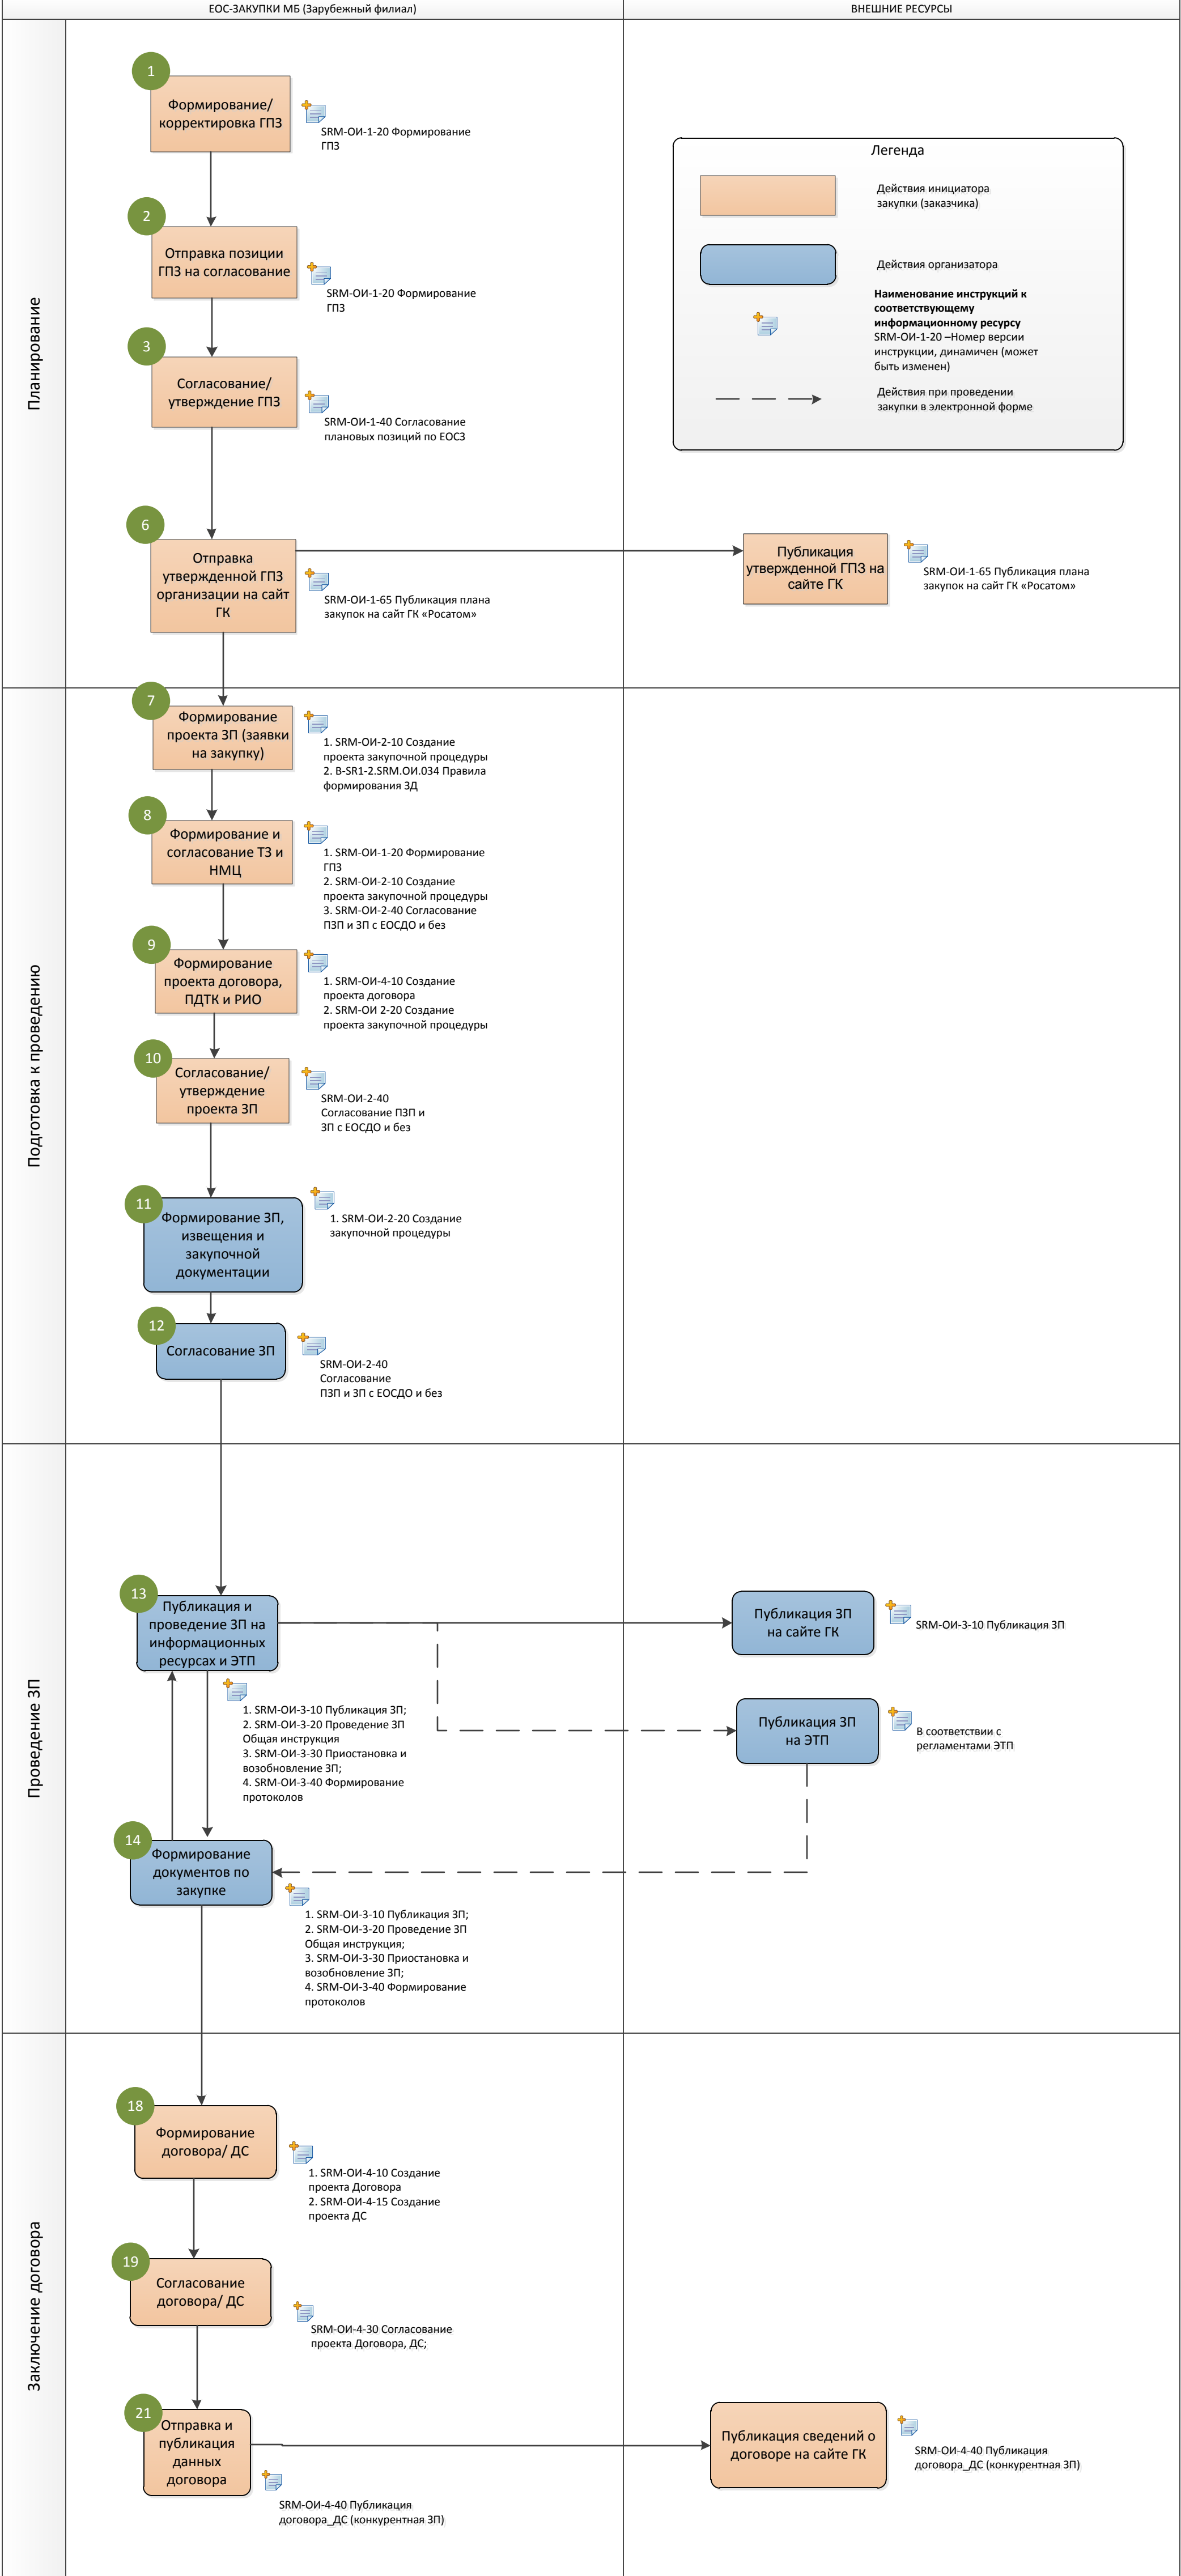 ЕОС-ЗАКУПКИ МБ (Зарубежный филиал)
ВНЕШНИЕ РЕСУРСЫ
Планирование
1
Формирование/
корректировка ГПЗ
SRM-ОИ-1-20 Формирование
ГПЗ
2
Отправка позиции
ГПЗ на согласование
SRM-ОИ-1-20 Формирование
ГПЗ
3
Согласование/
утверждение ГПЗ
SRM-ОИ-1-40 Согласование
плановых позиций по ЕОСЗ
6
Отправка
утвержденной ГПЗ
организации на сайт
ГК
SRM-ОИ-1-65 Публикация плана
закупок на сайт ГК «Росатом»
Легенда
Действия инициатора
закупки (заказчика)
Действия организатора
Наименование инструкций к
соответствующему
информационному ресурсу
SRM-ОИ-1-20 –Номер версии
инструкции, динамичен (может
быть изменен)
Действия при проведении
закупки в электронной форме
Публикация
утвержденной ГПЗ на
сайте ГК
SRM-ОИ-1-65 Публикация плана
закупок на сайт ГК «Росатом»
Подготовка к проведению
7
Формирование
проекта ЗП (заявки
на закупку)
1. SRM-ОИ-2-10 Создание
проекта закупочной процедуры
2. B-SR1-2.SRM.ОИ.034 Правила
формирования ЗД
8
Формирование и
согласование ТЗ и
НМЦ
1. SRM-ОИ-1-20 Формирование
ГПЗ
2. SRM-ОИ-2-10 Создание
проекта закупочной процедуры
3. SRM-ОИ-2-40 Согласование
ПЗП и ЗП с ЕОСДО и без
9
Формирование
проекта договора,
ПДТК и РИО
1. SRM-ОИ-4-10 Создание
проекта договора
2. SRM-ОИ 2-20 Создание
проекта закупочной процедуры
10
Согласование/
утверждение
проекта ЗП
SRM-ОИ-2-40
Согласование ПЗП и
ЗП с ЕОСДО и без
11
Формирование ЗП,
извещения и
закупочной
документации
1. SRM-ОИ-2-20 Создание
закупочной процедуры
12
Согласование ЗП
SRM-ОИ-2-40
Согласование
ПЗП и ЗП с ЕОСДО и без
Проведение ЗП
13
Публикация и
проведение ЗП на
информационных
ресурсах и ЭТП
1. SRM-ОИ-3-10 Публикация ЗП;
2. SRM-ОИ-3-20 Проведение ЗП
Общая инструкция
3. SRM-ОИ-3-30 Приостановка и
возобновление ЗП;
4. SRM-ОИ-3-40 Формирование
протоколов
Публикация ЗП
на сайте ГК
SRM-ОИ-3-10 Публикация ЗП
Публикация ЗП
на ЭТП
В соответствии с
регламентами ЭТП
14
Формирование
документов по
закупке
1. SRM-ОИ-3-10 Публикация ЗП;
2. SRM-ОИ-3-20 Проведение ЗП
Общая инструкция;
3. SRM-ОИ-3-30 Приостановка и
возобновление ЗП;
4. SRM-ОИ-3-40 Формирование
протоколов
Заключение договора
18
Формирование
договора/ ДС
1. SRM-ОИ-4-10 Создание
проекта Договора
2. SRM-ОИ-4-15 Создание
проекта ДС
19
Согласование
договора/ ДС
SRM-ОИ-4-30 Согласование
проекта Договора, ДС;
21
Отправка и
публикация
данных
договора
SRM-ОИ-4-40 Публикация
договора_ДС (конкурентная ЗП)
Публикация сведений о
договоре на сайте ГК
SRM-ОИ-4-40 Публикация
договора_ДС (конкурентная ЗП)